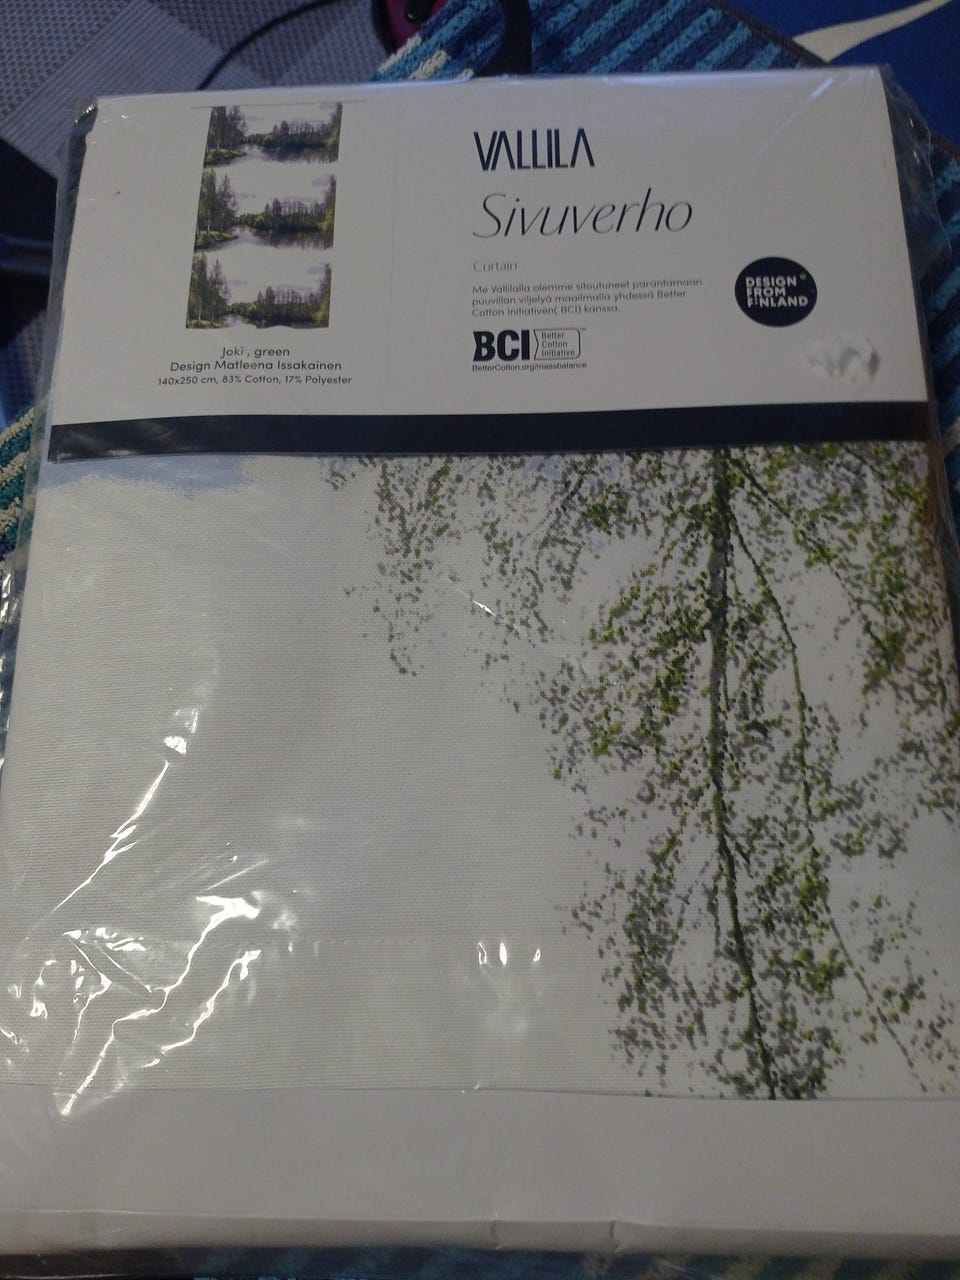 VALLILA
Sivuverho
Curtain
Me Vallilalla olemme sitoutuneet parantamaan
puuvillan viljelyä maailmalla yhdessä Better
Cotton Initiativen( BCI) kanssa.
BCI Better
Cotton
Initiative
™
BetterCotton.org/massbalance
DESIGN
FROM
FINLAND
®
Joki , green
Design Matleena Issakainen
140x250 cm, 83% Cotton, 17% Polyester